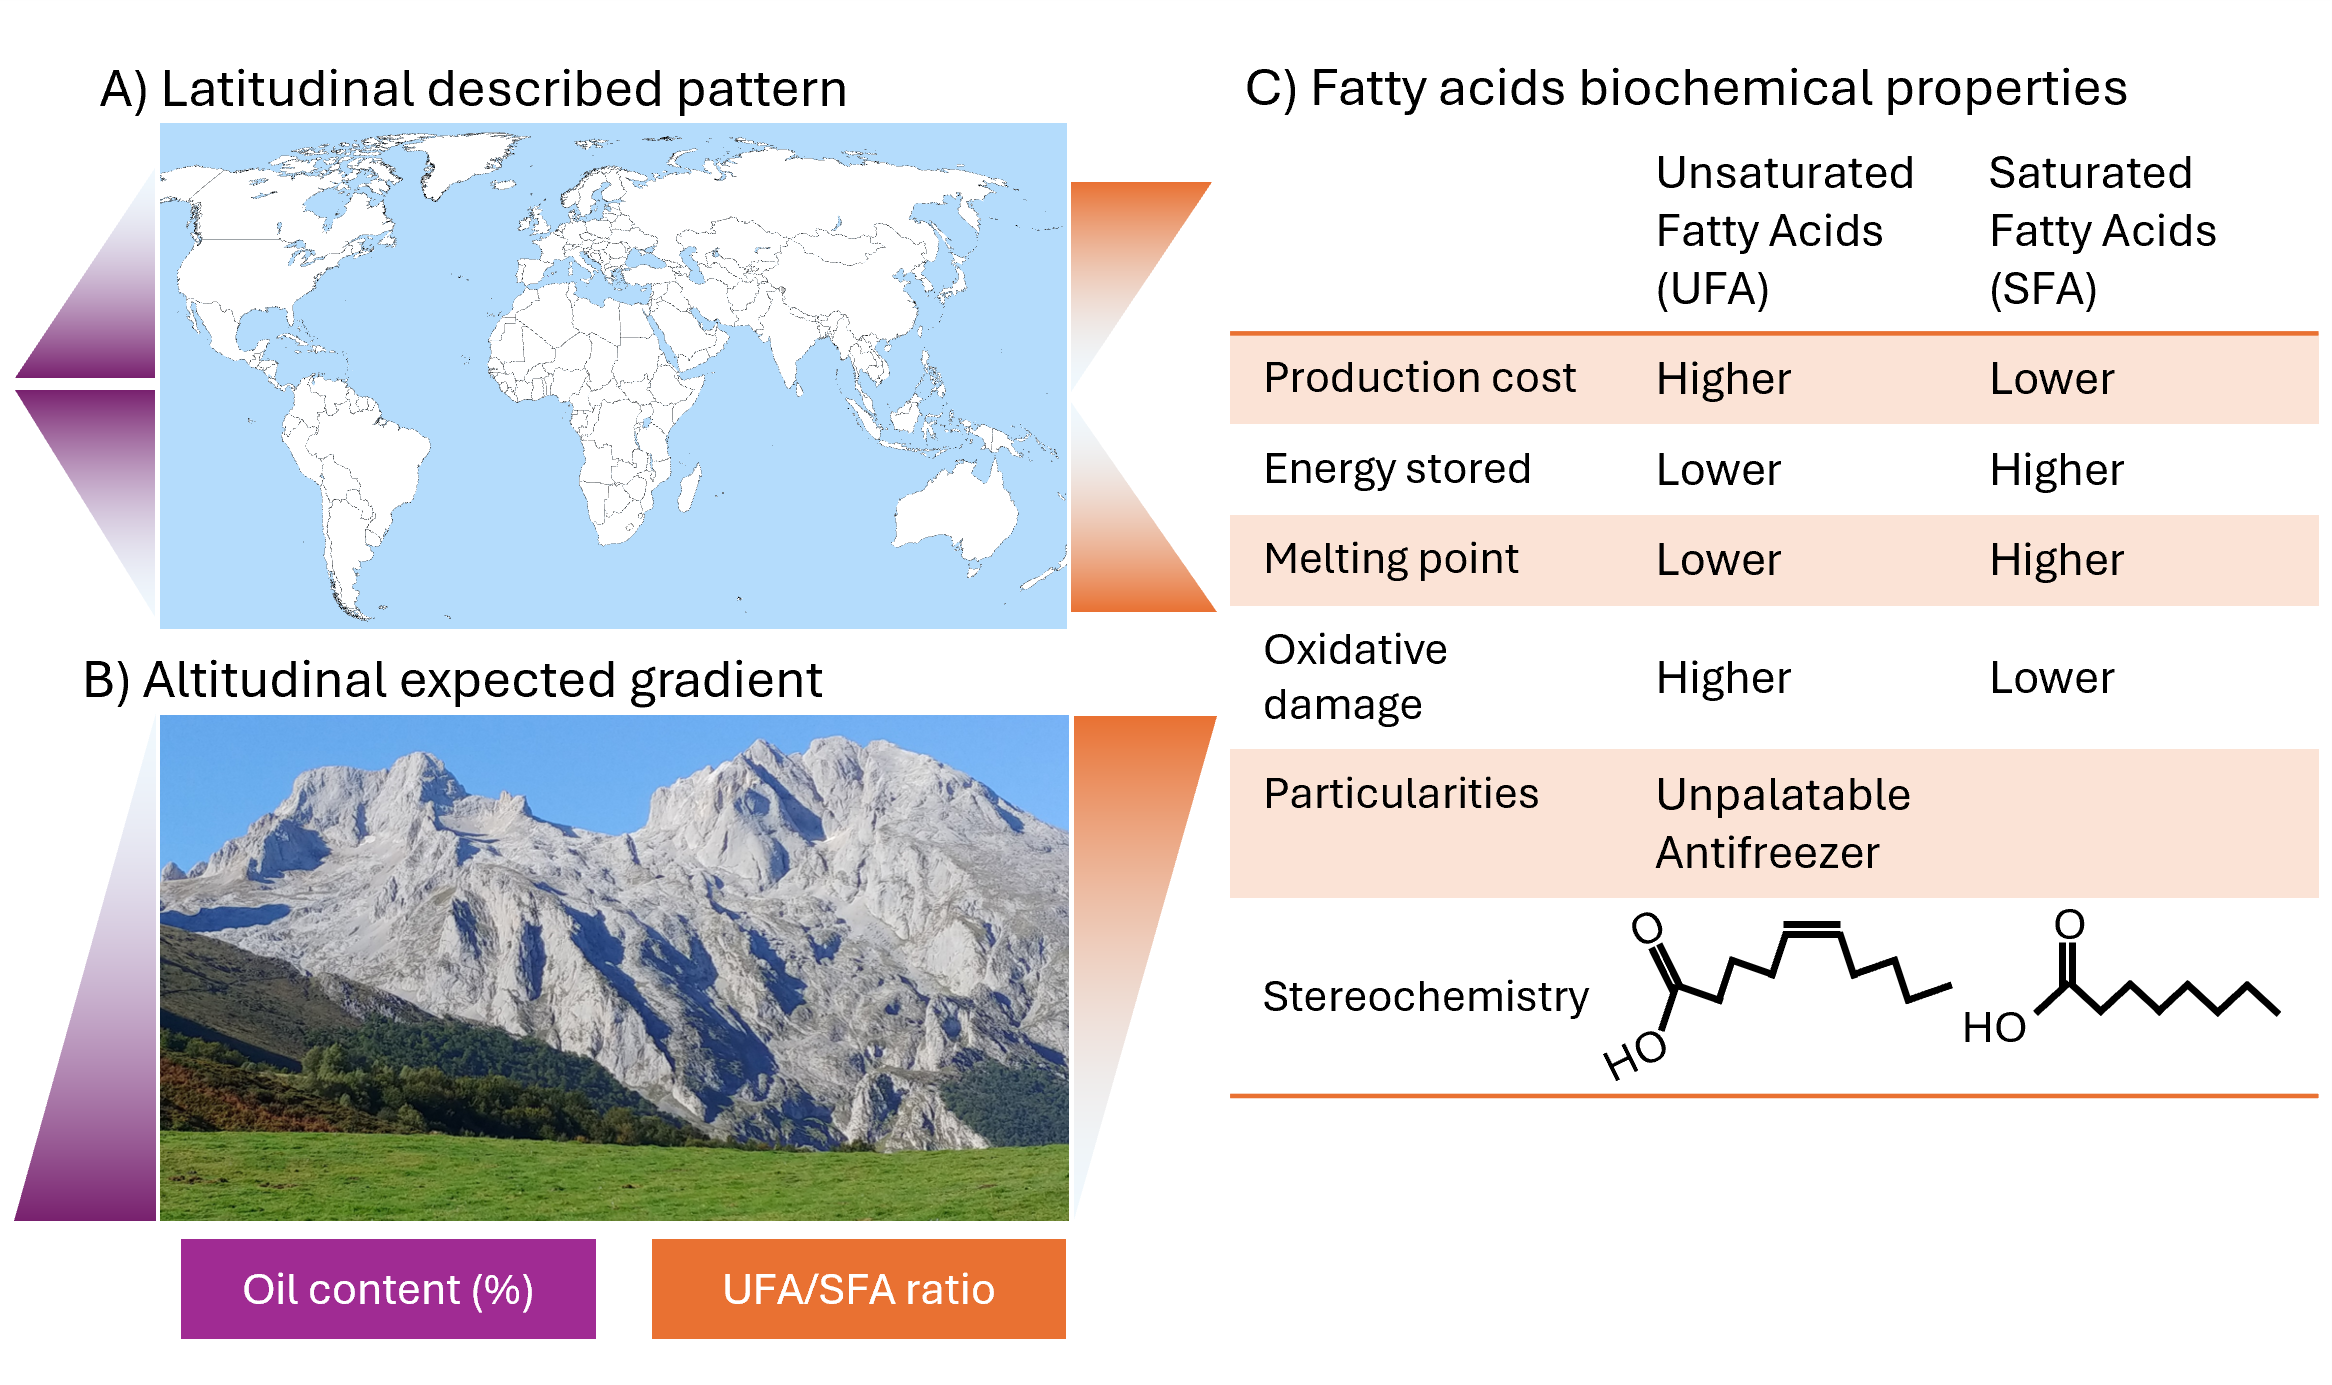 A) Latitudinal described pattern
B) Altitudinal expected gradient
Oil content (%)
UFA/SFA ratio
C) Fatty acids biochemical properties
Unsaturated
Fatty Acids
(UFA)
Saturated
Fatty Acids
(SFA)
Production cost
Higher
Lower
Energy stored
Lower
Higher
Melting point
Lower
Higher
Oxidative
damage
Higher
Lower
Particularities
Unpalatable
Antifreezer
Stereochemistry
O
HO
O
HO